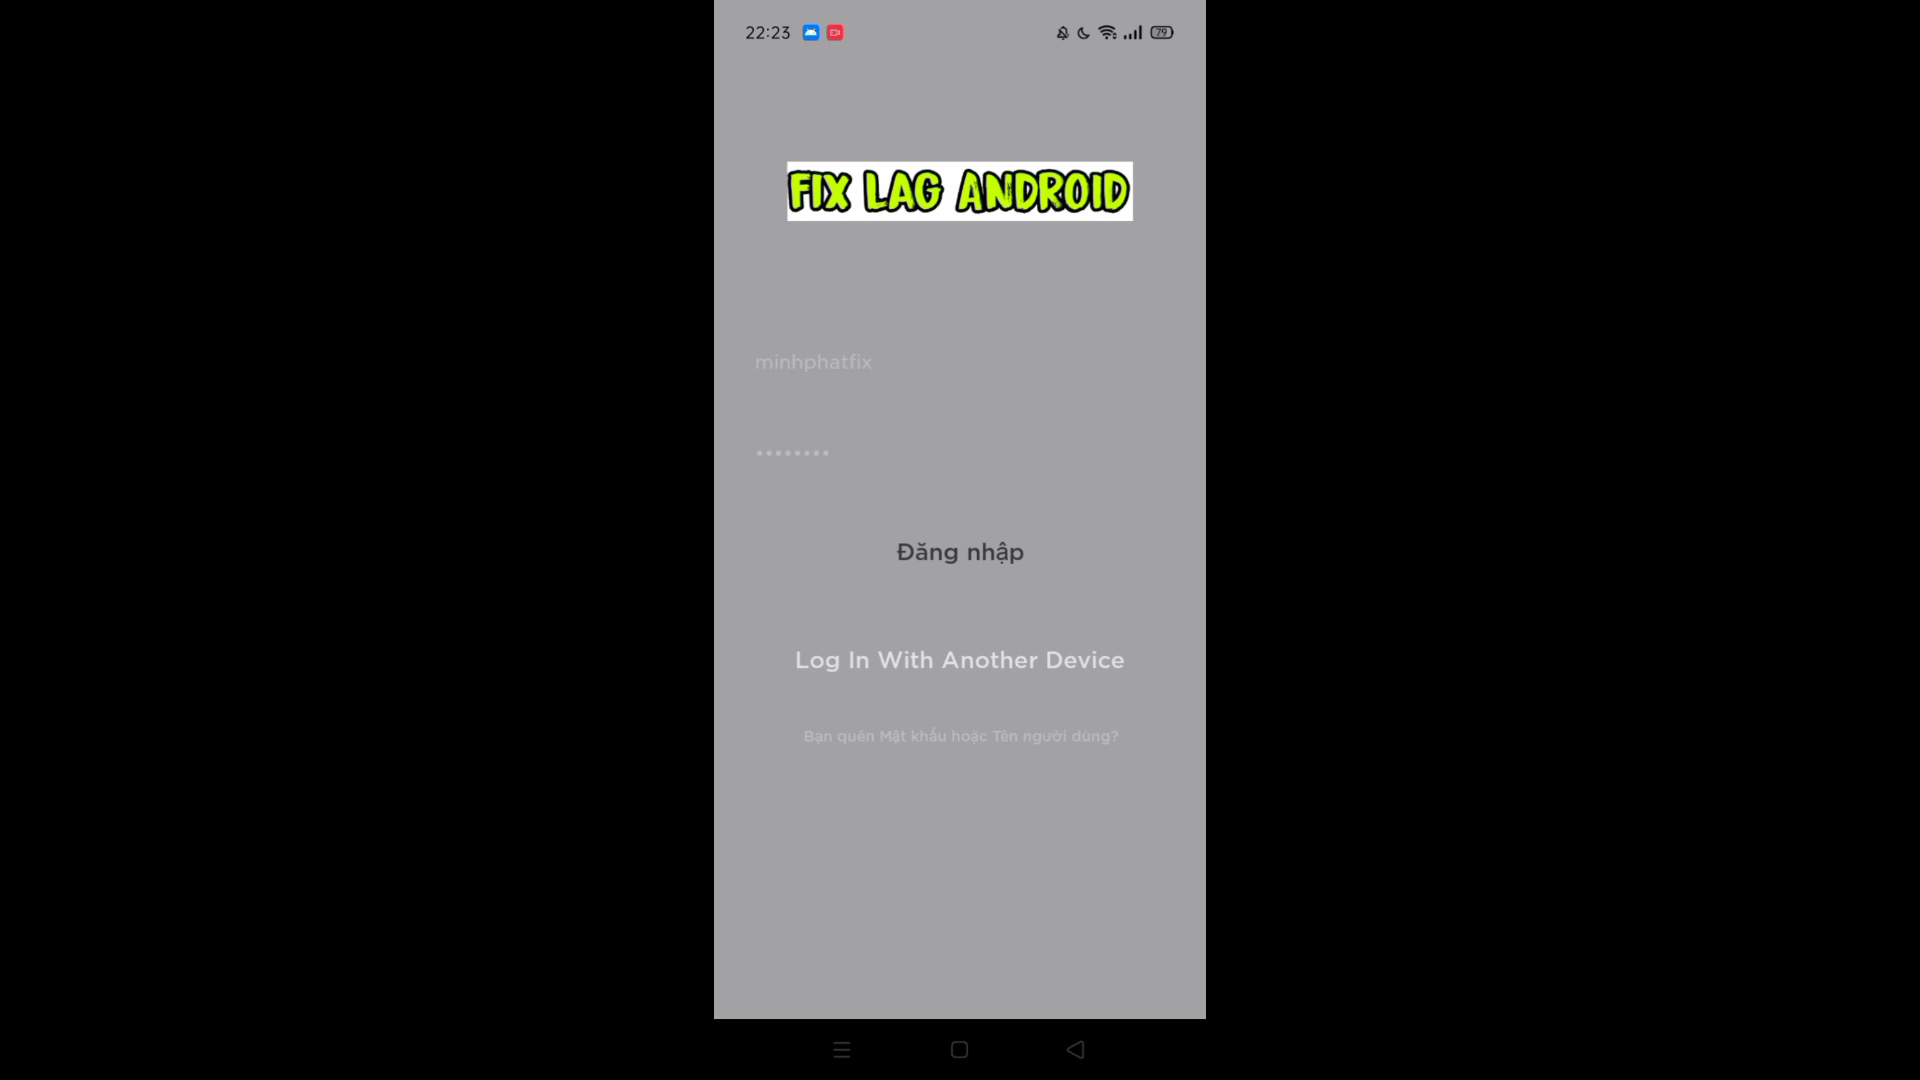 22:23
79
FIX LAG ANDROID
minhphatfix
••••••••
Đăng nhập
Log In With Another Device
Bạn quên Mật khẩu hoặc Tên người dùng?